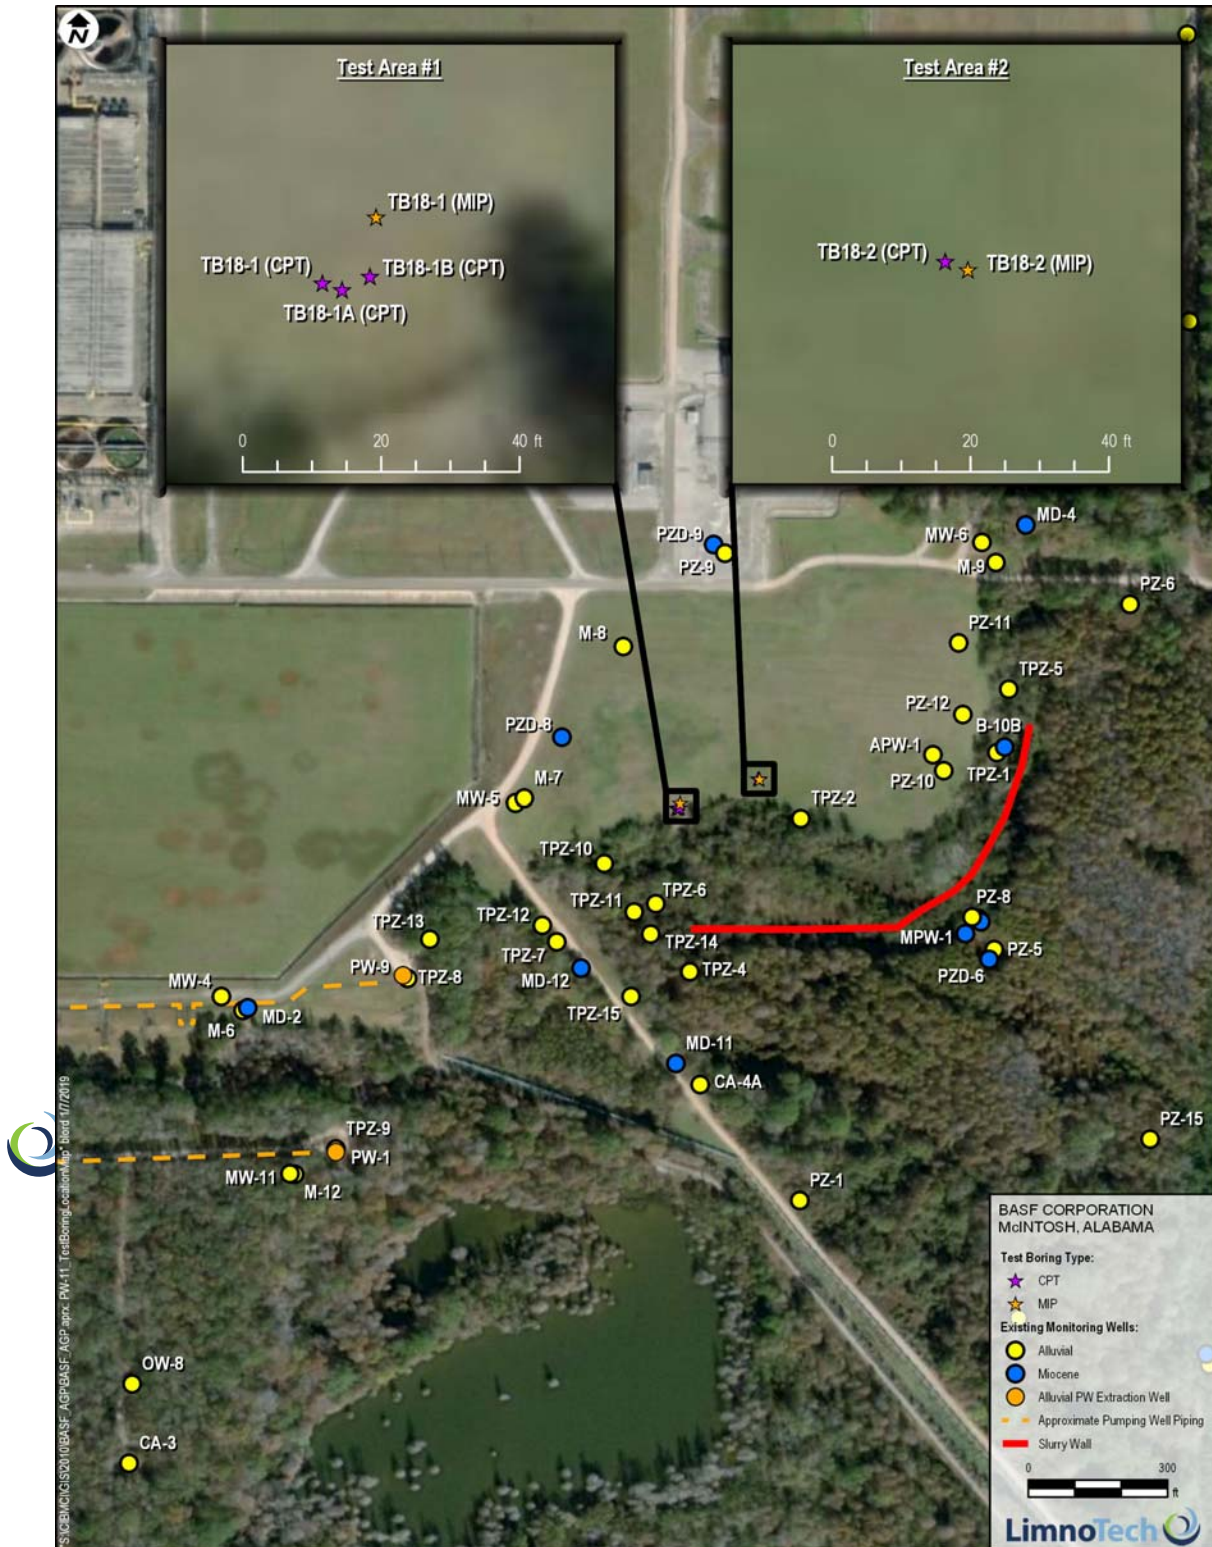 N
Test Area #1
Test Area #2
TB18-1 (MIP)
TB18-1 (CPT)
TB18-1B (CPT)
TB18-1A (CPT)
TB18-2 (CPT)
TB18-2 (MIP)
0 20 40 ft
0 20 40 ft
MD-4
PZD-9
MW-6
PZ-9
M-9
PZ-6
M-8
PZ-11
TPZ-5
PZD-8
PZ-12
B-10B
APW-1
M-7
PZ-10
TPZ-1
MW-5
TPZ-2
TPZ-10
TPZ-6
PZ-8
TPZ-11
TPZ-12
TPZ-13
TPZ-14
MPW-1
TPZ-7
PZ-5
PW-9
TPZ-8
MD-12
TPZ-4
PZD-6
MW-4
TPZ-15
M-6
MD-2
MD-11
CA-4A
TPZ-9
PZ-15
PW-1
MW-11
M-12
PZ-1
OW-8
CA-3
BASF CORPORATION
McINTOSH, ALABAMA
Test Boring Type:
CPT
MIP
Existing Monitoring Wells:
Alluvial
Miocene
Alluvial PW Extraction Well
Approximate Pumping Well Piping
Slurry Wall
0 300
ft
LimnoTech